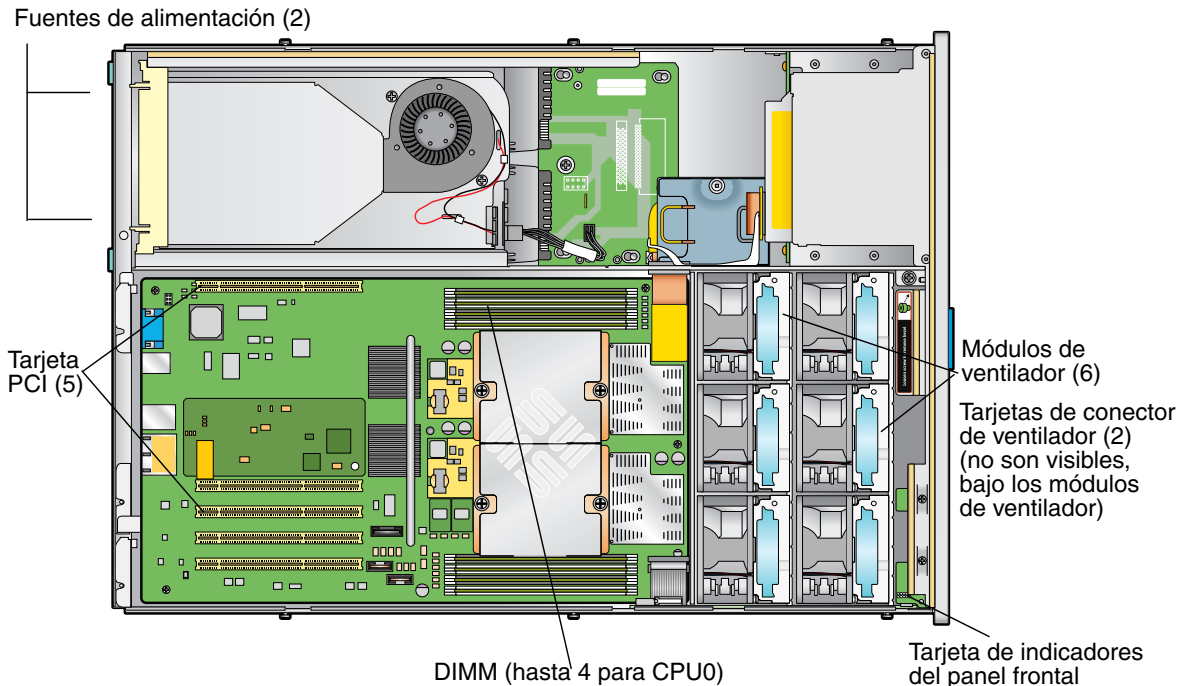 Fuentes de alimentación (2)
Tarjeta
PCI (5)
Módulos de
ventilador (6)
Tarjetas de conector
de ventilador (2)
(no son visibles,
bajo los módulos
de ventilador)
DIMM (hasta 4 para CPU0)
Tarjeta de indicadores
del panel frontal